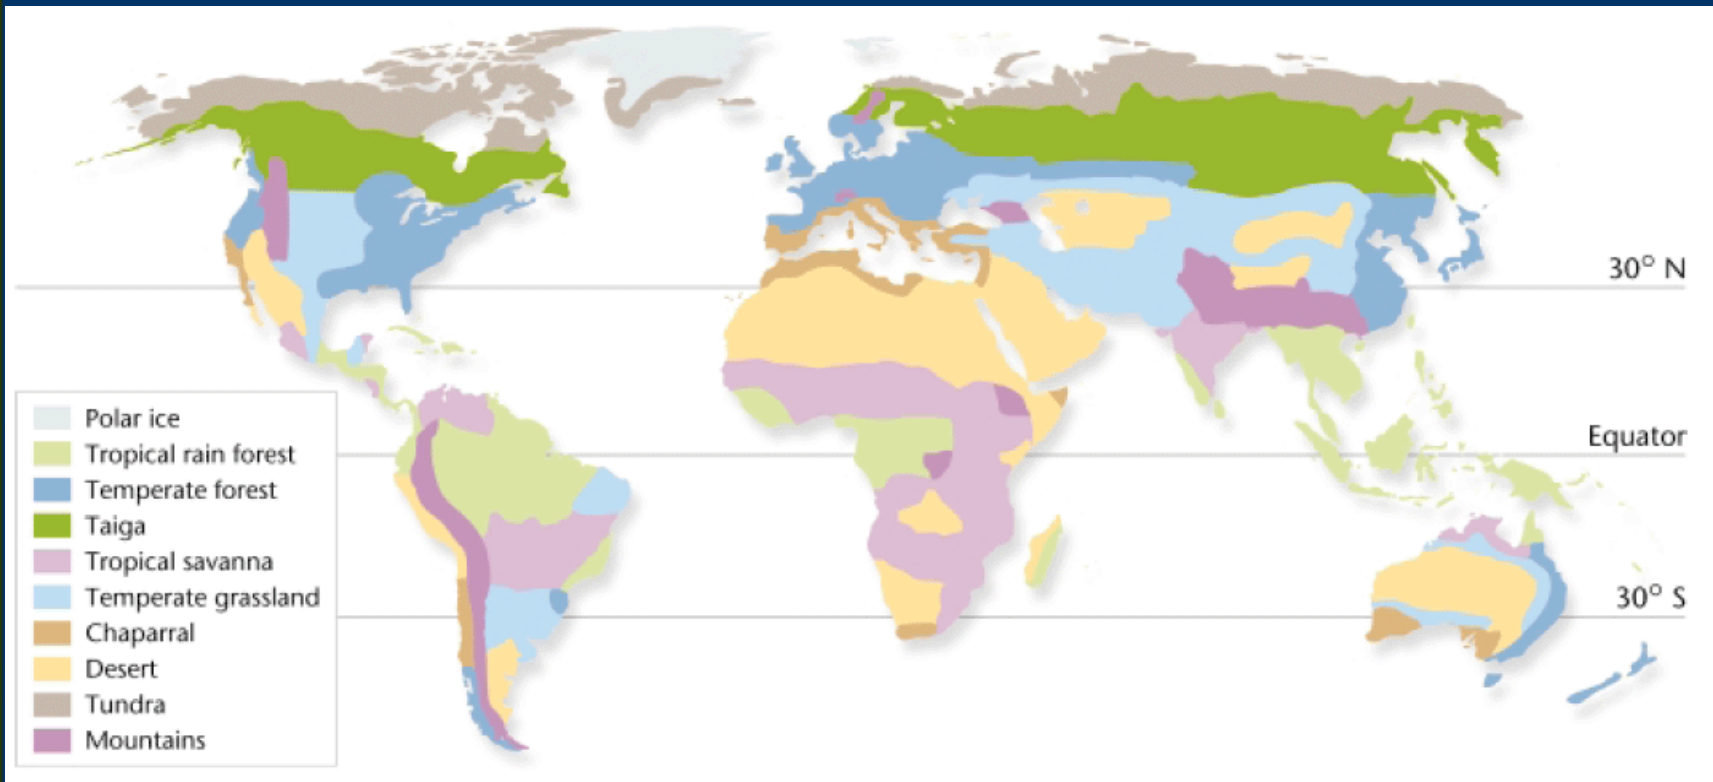 30° N
Polar ice
Tropical rain forest
Equator
Temperate forest
Taiga
Tropical savanna
Temperate grassland
30° S
Chaparral
Desert
Tundra
Mountains